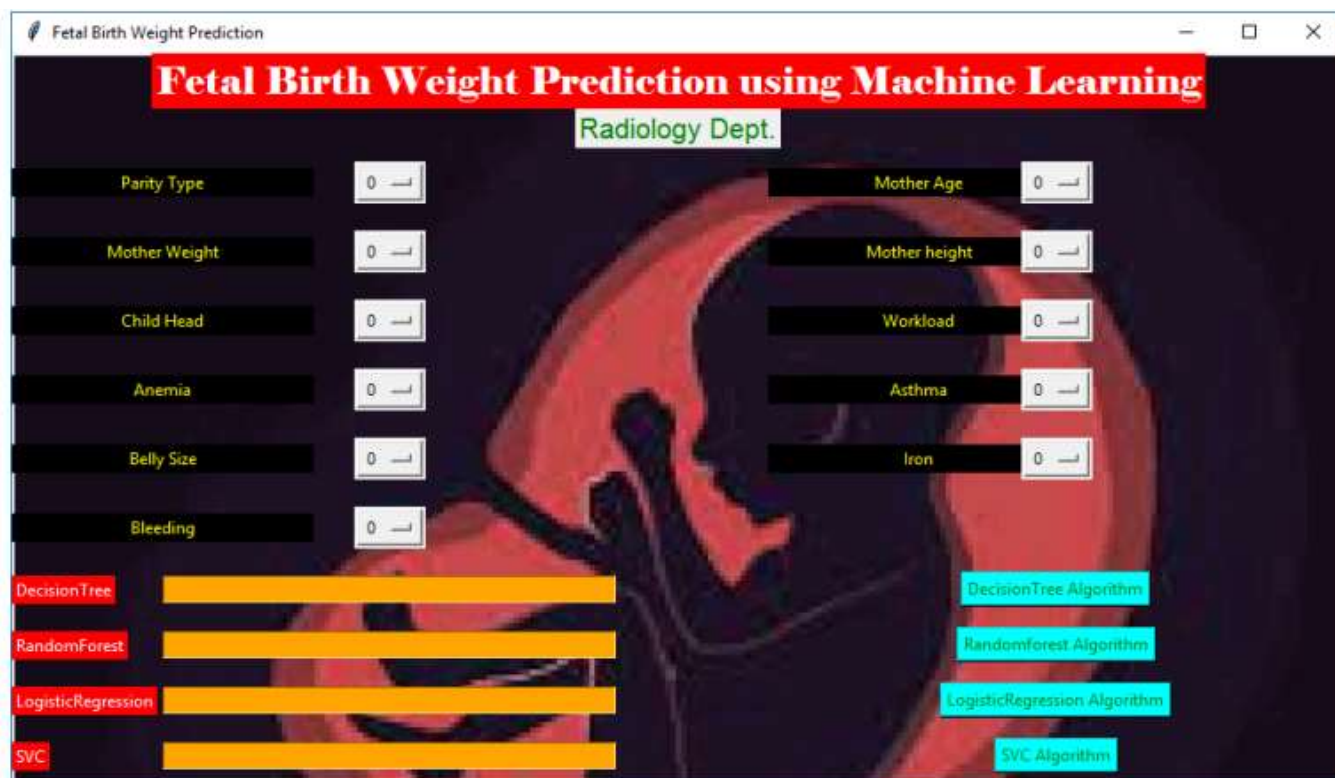 Fetal Birth Weight Prediction
Fetal Birth Weight Prediction using Machine Learning
Radiology Dept.
Parity Type 0 Mother Age 0
Mother Weight 0 Mother height 0
Child Head 0 Workload 0
Anemia 0 Asthma 0
Belly Size 0 Iron 0
Bleeding 0
DecisionTree DecisionTree Algorithm
RandomForest Randomforest Algorithm
LogisticRegression LogisticRegression Algorithm
SVC SVC Algorithm